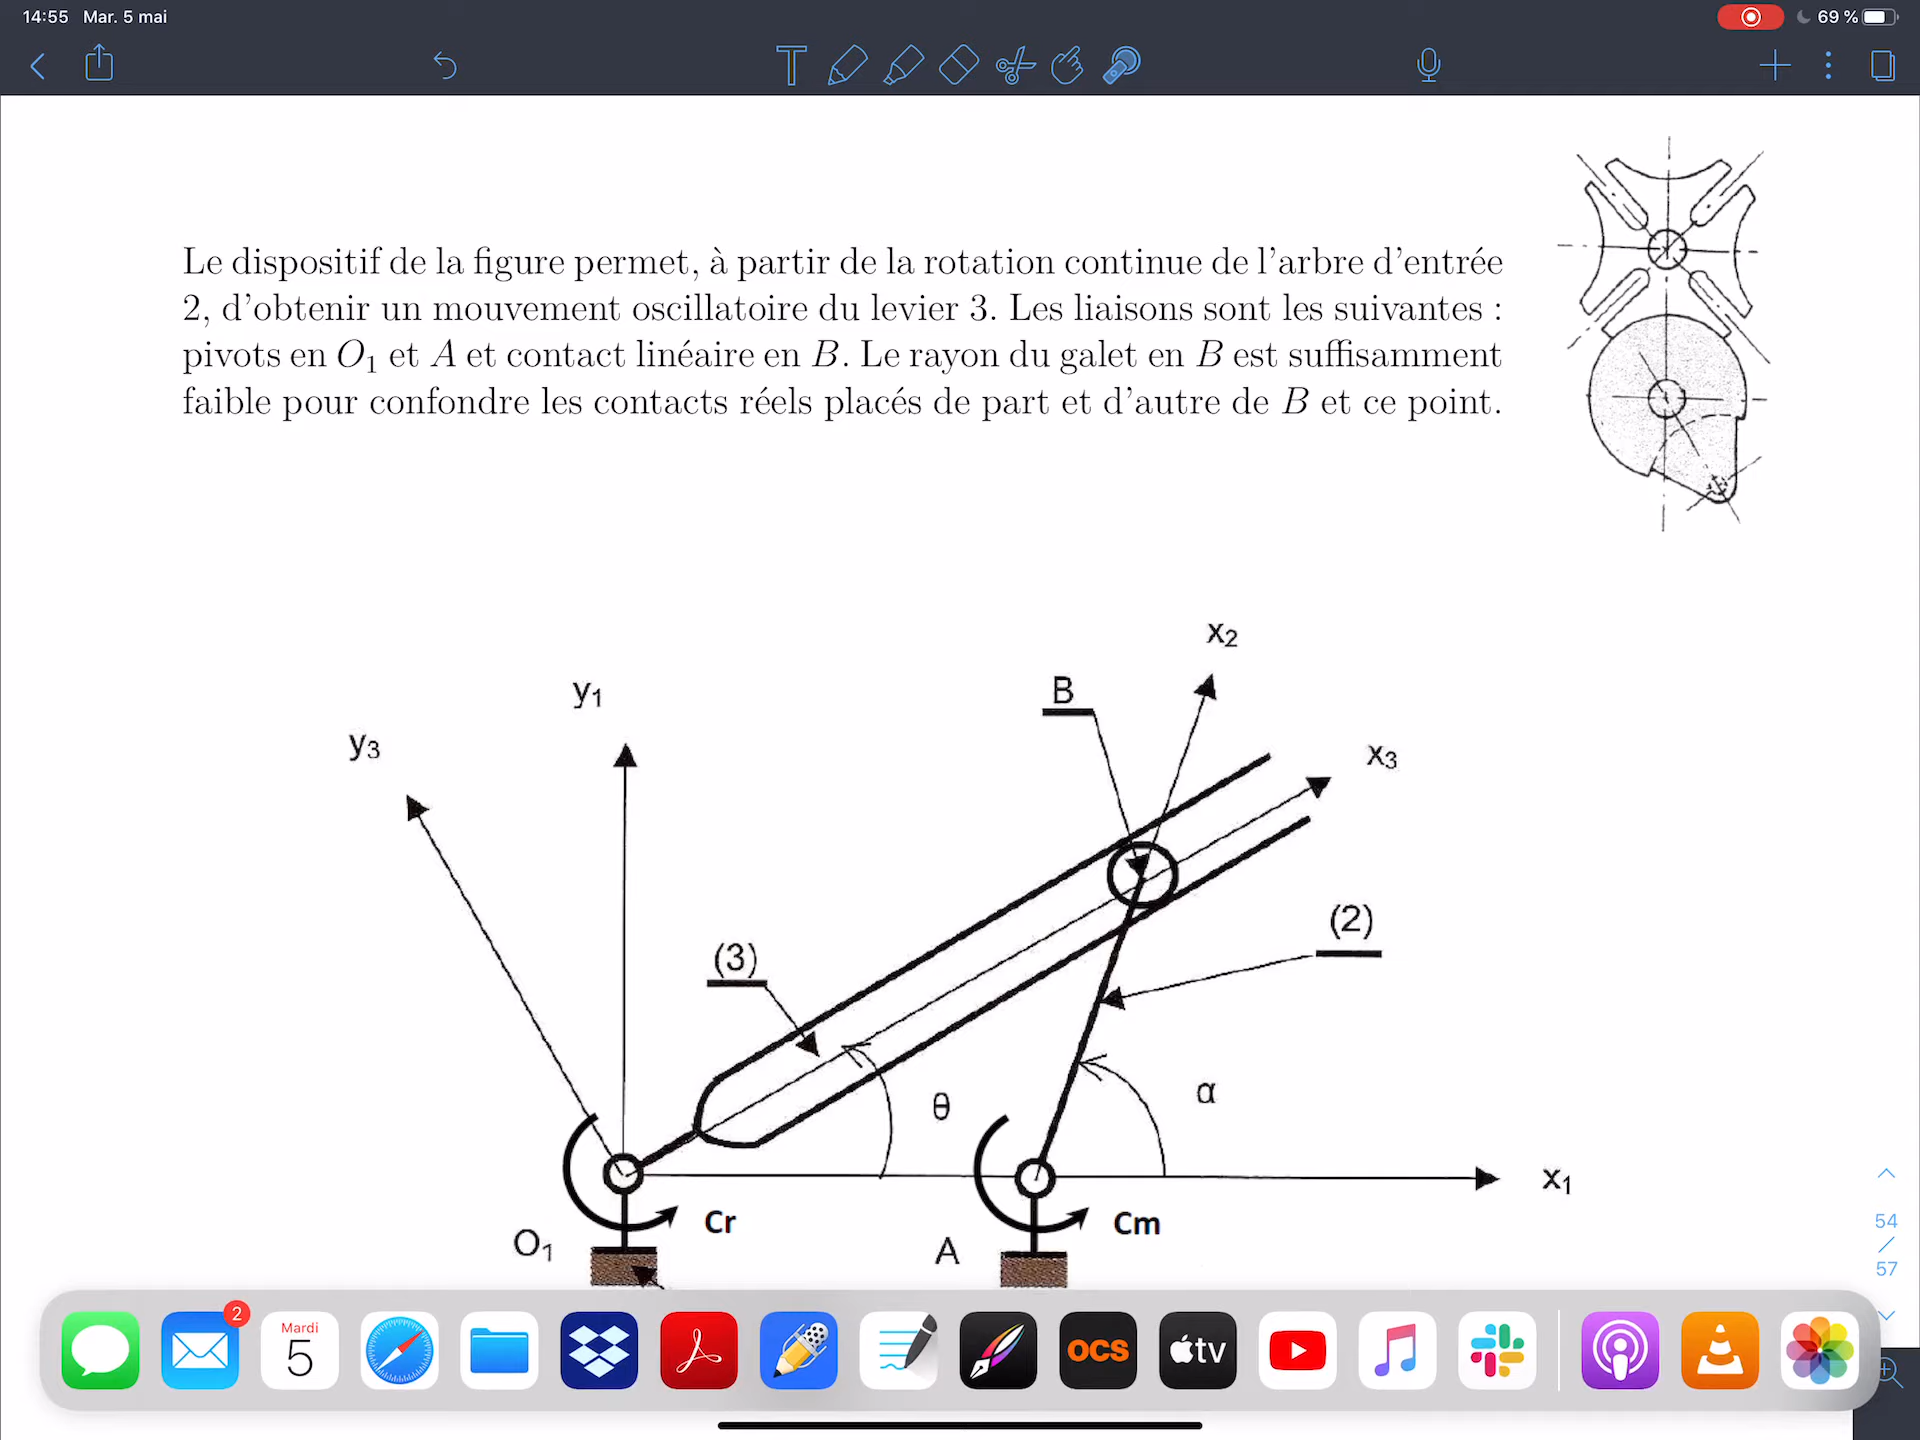 14:55 Mar. 5 mai
69 %
Le dispositif de la figure permet, à partir de la rotation continue de l'arbre d'entrée
2, d'obtenir un mouvement oscillatoire du levier 3. Les liaisons sont les suivantes :
pivots en O₁ et A et contact linéaire en B. Le rayon du galet en B est suffisamment
faible pour confondre les contacts réels placés de part et d'autre de B et ce point.
x₂
B
y₁
y₃
x₃
(2)
(3)
α
θ
x₁
Cr
Cm
O₁
A
54
/
57
2
Mardi
5
OCS
tv